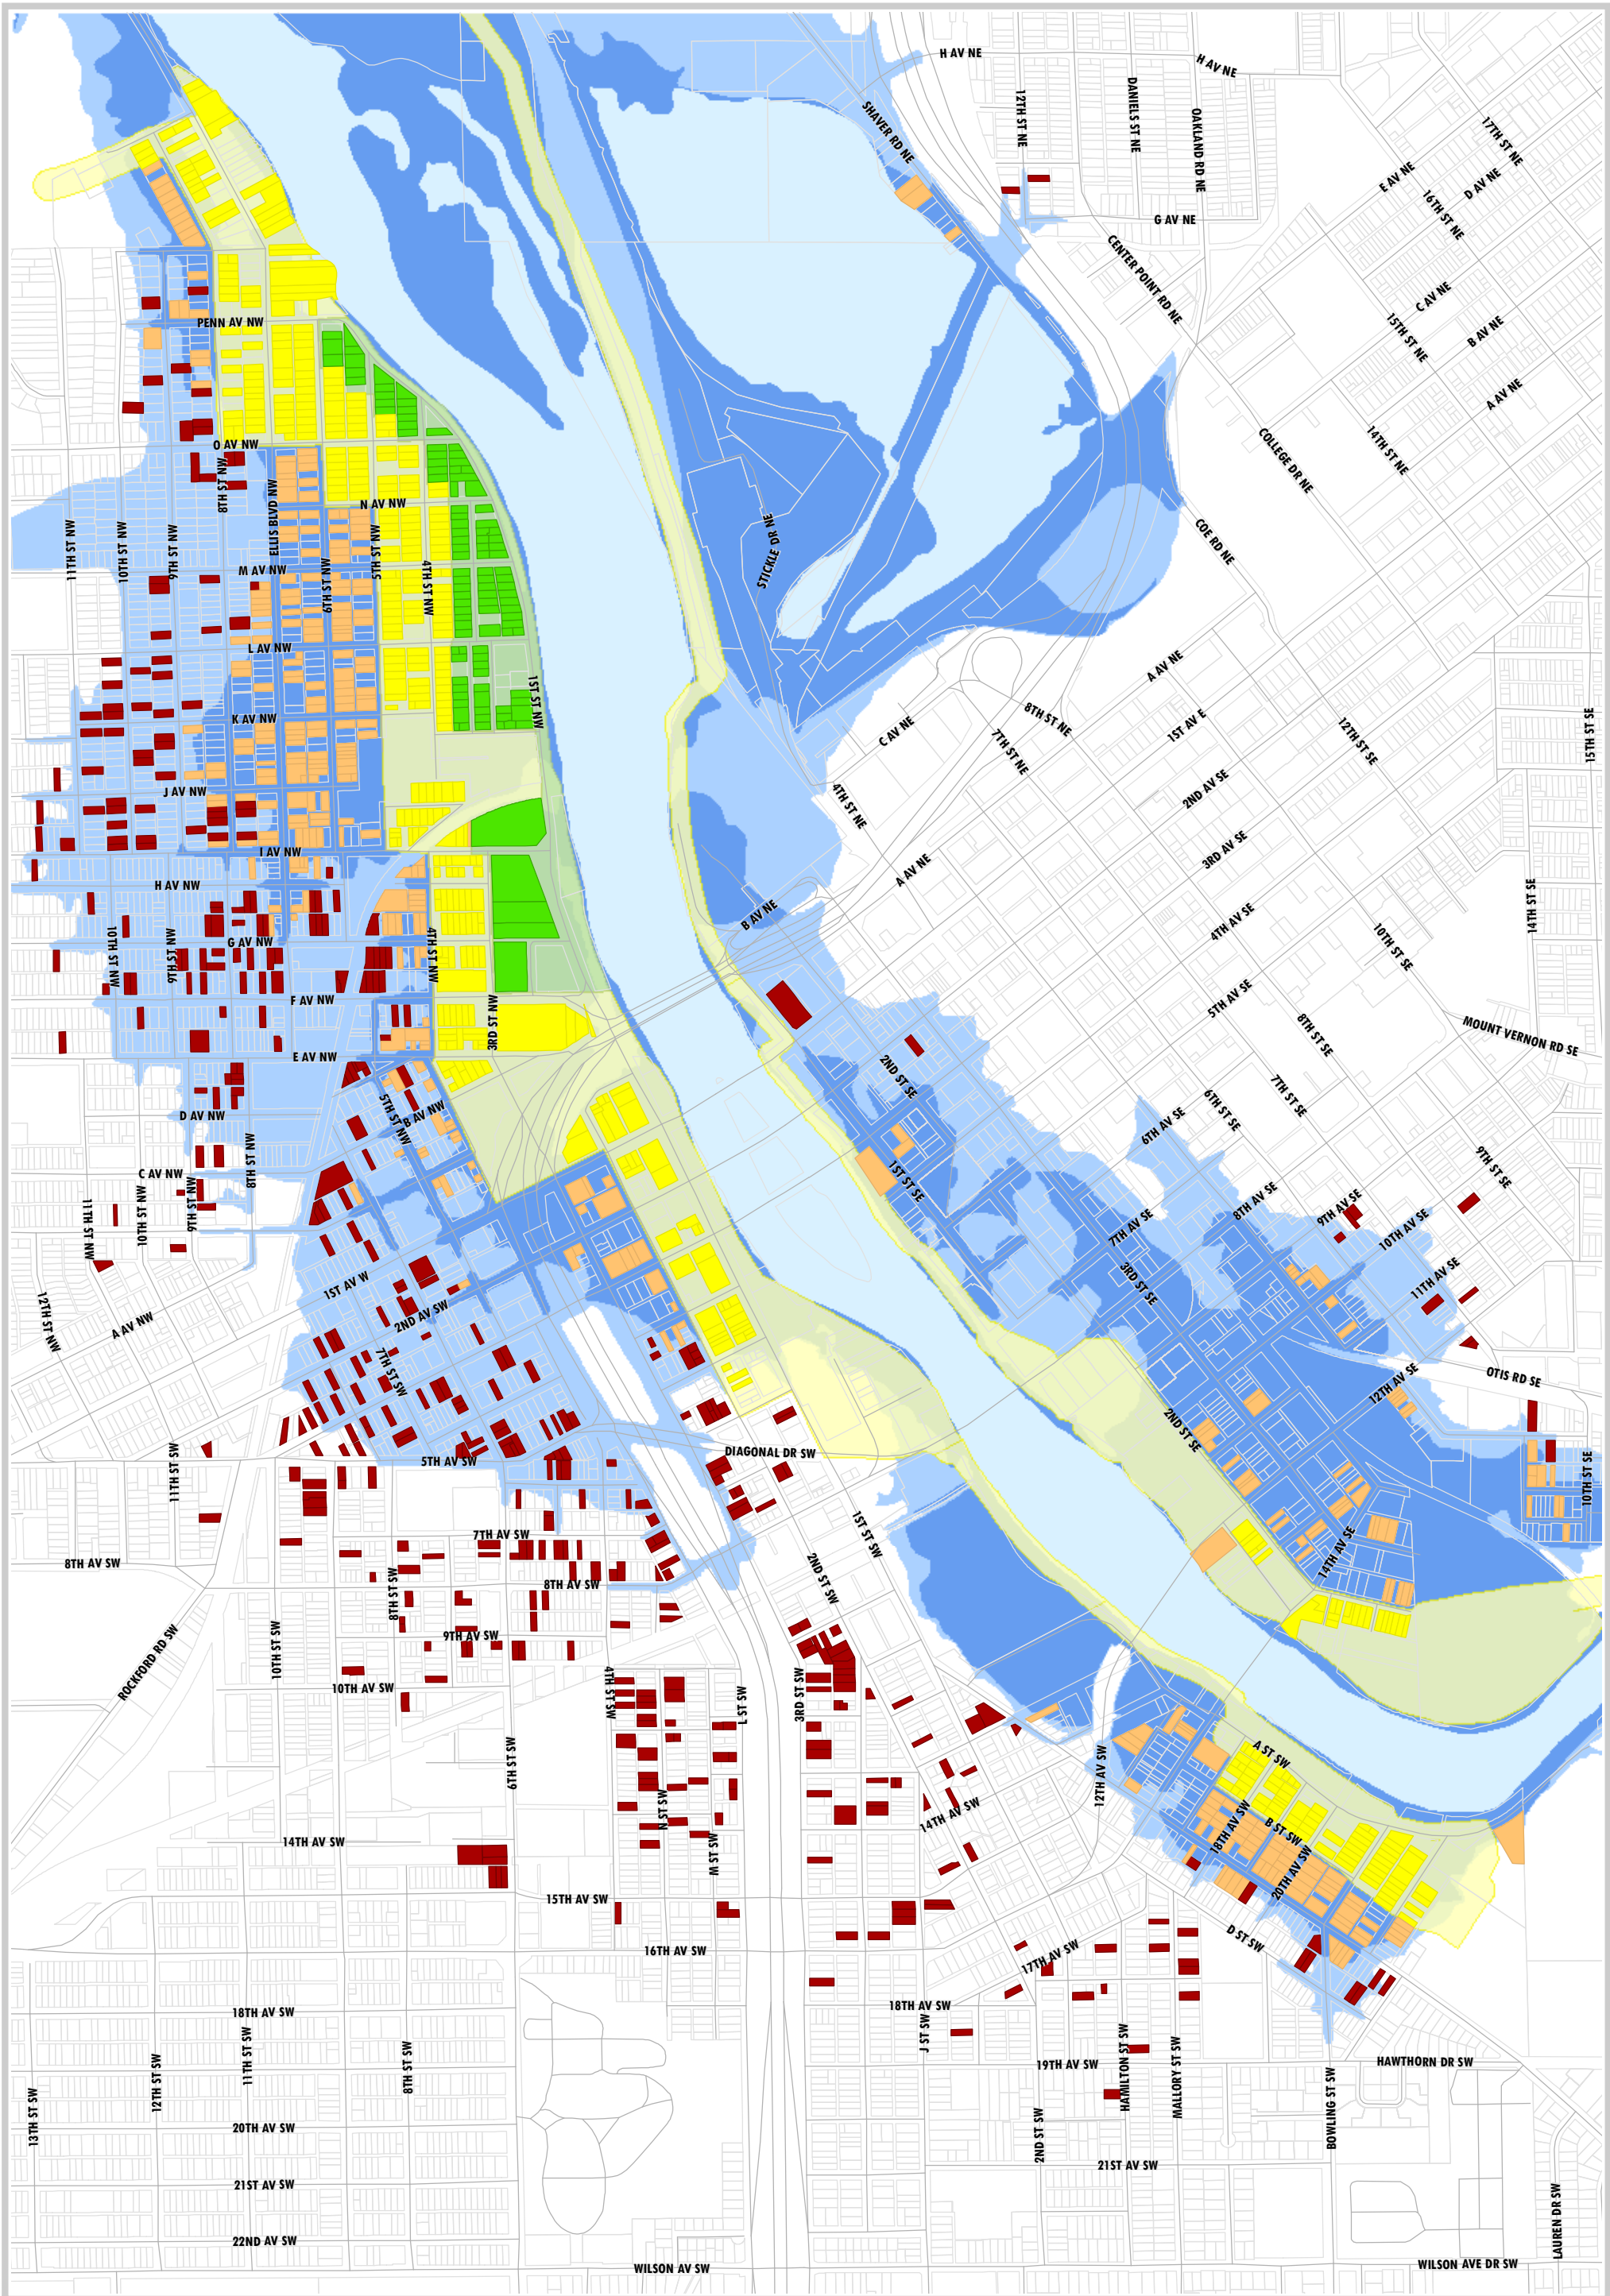 H AV NE
H AV NE
12TH ST NE
DANIELS ST NE
OAKLAND RD NE
SHAVER RD NE
17TH ST NE
E AV NE
D AV NE
16TH ST NE
G AV NE
CENTER POINT RD NE
C AV NE
15TH ST NE
B AV NE
PENN AV NW
A AV NE
14TH ST NE
COLLEGE DR NE
O AV NW
8TH ST NW
ELLIS BLVD NW
N AV NW
11TH ST NW
10TH ST NW
9TH ST NW
5TH ST NW
STICKLE DR NE
COE RD NE
M AV NW
6TH ST NW
4TH ST NW
L AV NW
A AV NE
1ST ST NW
K AV NW
C AV NE
7TH ST NE
8TH ST NE
1ST AV E
12TH ST SE
15TH ST SE
J AV NW
4TH ST NE
2ND AV SE
I AV NW
3RD AV SE
H AV NW
A AV NE
B AV NE
14TH ST SE
4TH AV SE
10TH ST SE
G AV NW
10TH ST NW
9TH ST NW
4TH ST NW
F AV NW
3RD ST NW
5TH AV SE
8TH ST SE
MOUNT VERNON RD SE
E AV NW
2ND ST SE
7TH ST SE
6TH ST SE
D AV NW
5TH ST NW
B AV NW
6TH AV SE
9TH ST SE
C AV NW
8TH ST NW
1ST ST SE
11TH ST NW
10TH ST NW
9TH ST NW
7TH AV SE
8TH AV SE
9TH AV SE
10TH AV SE
3RD ST SE
11TH AV SE
1ST AV W
2ND AV SW
12TH ST NW
A AV NW
7TH ST SW
12TH AV SE
OTIS RD SE
2ND ST SE
5TH AV SW
DIAGONAL DR SW
11TH ST SW
10TH ST SE
1ST ST SW
7TH AV SW
8TH AV SW
8TH AV SW
8TH ST SW
2ND ST SW
14TH AV SE
9TH AV SW
10TH ST SW
ROCKFORD RD SW
10TH AV SW
4TH ST SW
L ST SW
3RD ST SW
6TH ST SW
A ST SW
12TH AV SW
N ST SW
14TH AV SW
18TH AV SW
B ST SW
14TH AV SW
M ST SW
20TH AV SW
15TH AV SW
D ST SW
16TH AV SW
17TH AV SW
18TH AV SW
18TH AV SW
J ST SW
11TH ST SW
12TH ST SW
8TH ST SW
13TH ST SW
19TH AV SW
HAMILTON ST SW
MALLORY ST SW
HAWTHORN DR SW
BOWLING ST SW
20TH AV SW
2ND ST SW
21ST AV SW
21ST AV SW
LAUREN DR SW
22ND AV SW
WILSON AV SW
WILSON AVE DR SW